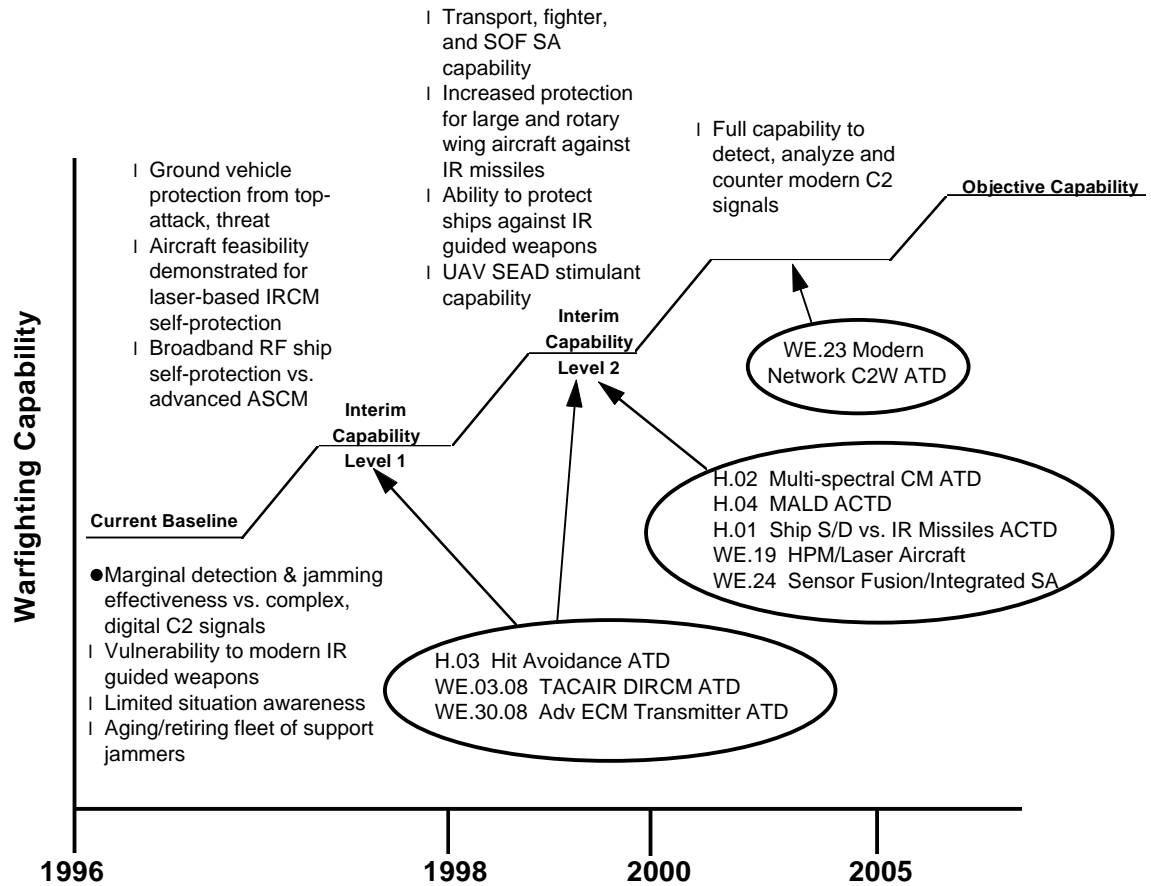 l Transport, fighter,
and SOF SA
capability
l Increased protection
for large and rotary
wing aircraft against
IR missiles
l Ability to protect
ships against IR
guided weapons
l UAV SEAD stimulant
capability
l Full capability to
detect, analyze and
counter modern C2
signals
l Ground vehicle
protection from top-
attack, threat
l Aircraft feasibility
demonstrated for
laser-based IRCM
self-protection
l Broadband RF ship
self-protection vs.
advanced ASCM
Objective Capability
Interim
Capability
Level 2
WE.23 Modern
Network C2W ATD
Interim
Capability
Level 1
Warfighting Capability
H.02 Multi-spectral CM ATD
H.04 MALD ACTD
H.01 Ship S/D vs. IR Missiles ACTD
WE.19 HPM/Laser Aircraft
WE.24 Sensor Fusion/Integrated SA
Current Baseline
● Marginal detection & jamming
effectiveness vs. complex,
digital C2 signals
l Vulnerability to modern IR
guided weapons
l Limited situation awareness
l Aging/retiring fleet of support
jammers
H.03 Hit Avoidance ATD
WE.03.08 TACAIR DIRCM ATD
WE.30.08 Adv ECM Transmitter ATD
1996 1998 2000 2005